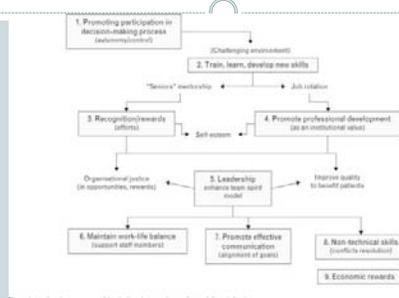 1. Promoting participation in
decision-making process
(autonomy/control)
(Challenging environment)
2. Train, learn, develop new skills
"Seniors" mentorship
Job rotation
3. Recognition/rewards
(efforts)
4. Promote professional development
(as an institutional value)
Self-esteem
Organisational justice
(in opportunities, rewards)
5. Leadership
enhance team spirit
model
Improve quality
to benefit patients
6. Maintain work-life balance
(support staff members)
7. Promote effective
communication
(alignment of goals)
8. Non-technical skills
(conflicts resolution)
9. Economic rewards